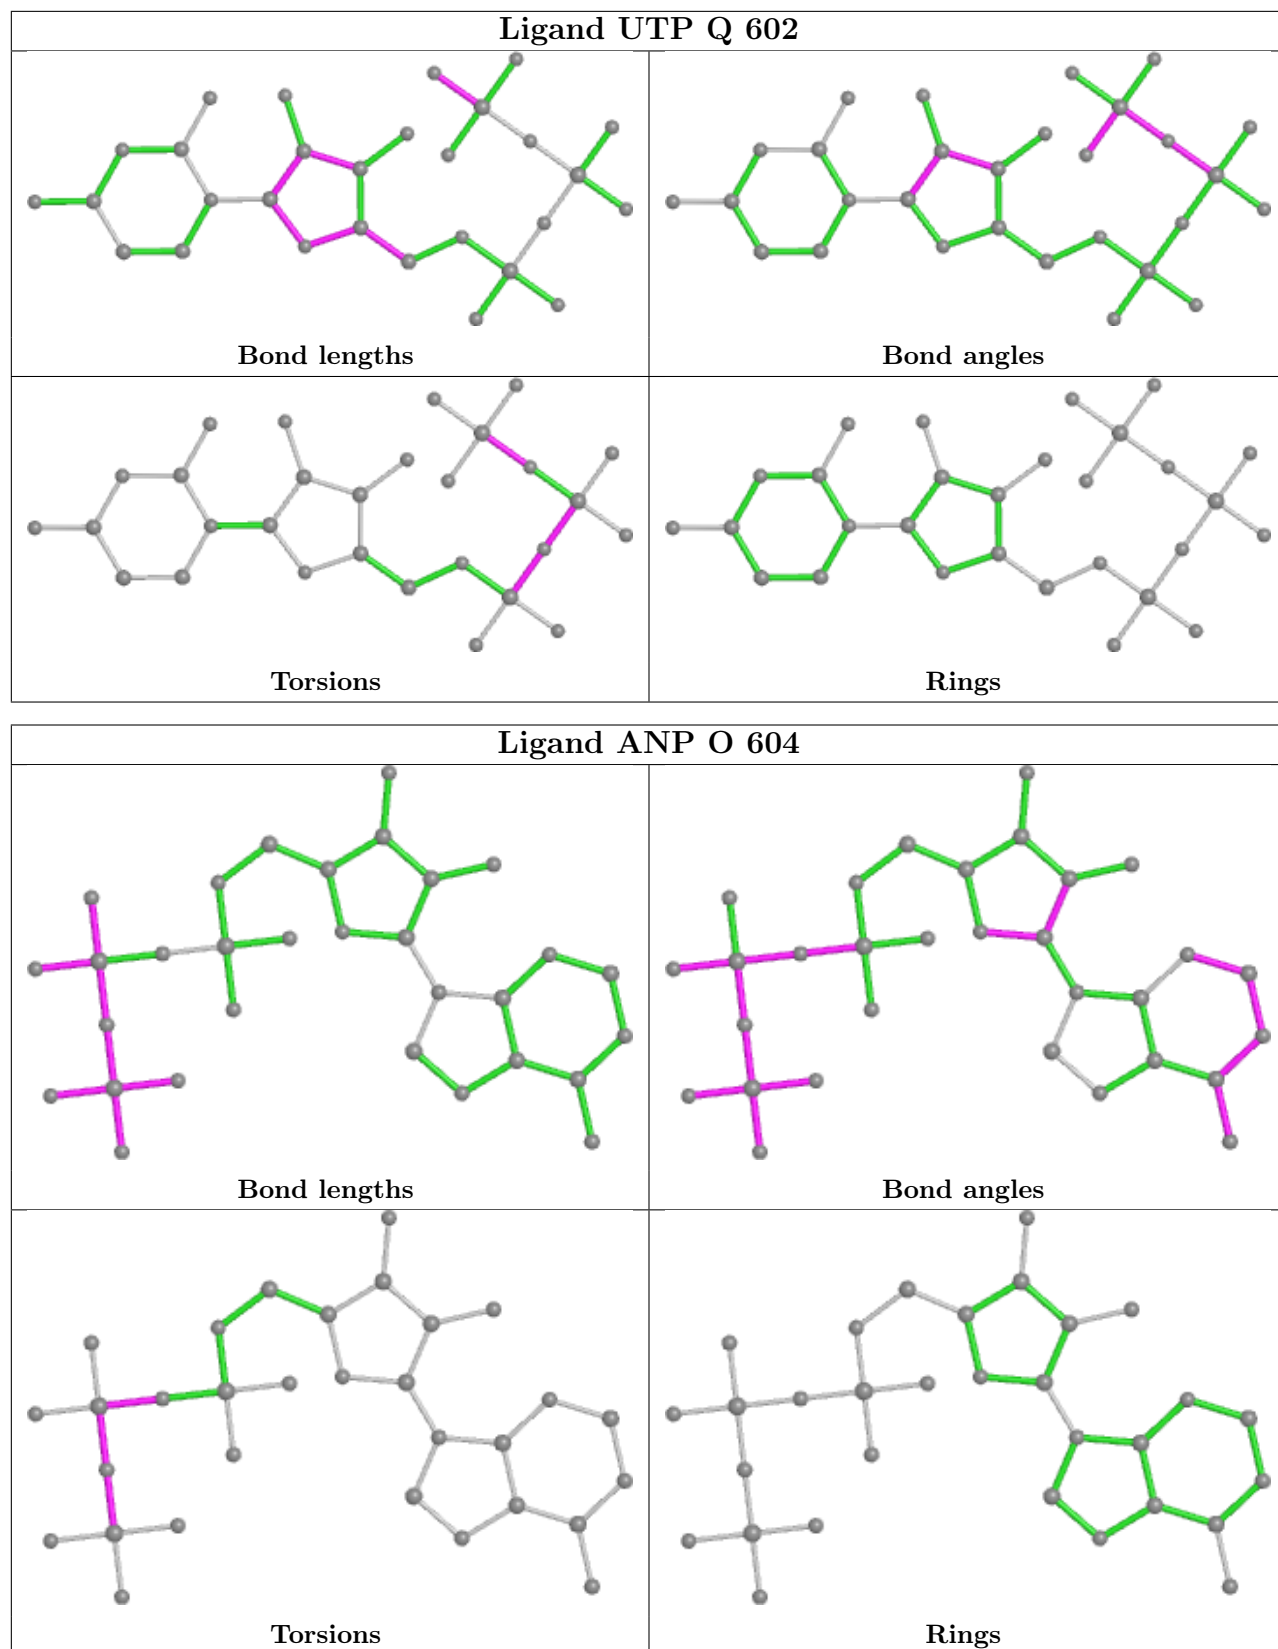 Ligand UTP Q 602
Bond lengths
Bond angles
Torsions
Rings
Ligand ANP O 604
Bond lengths
Bond angles
Torsions
Rings